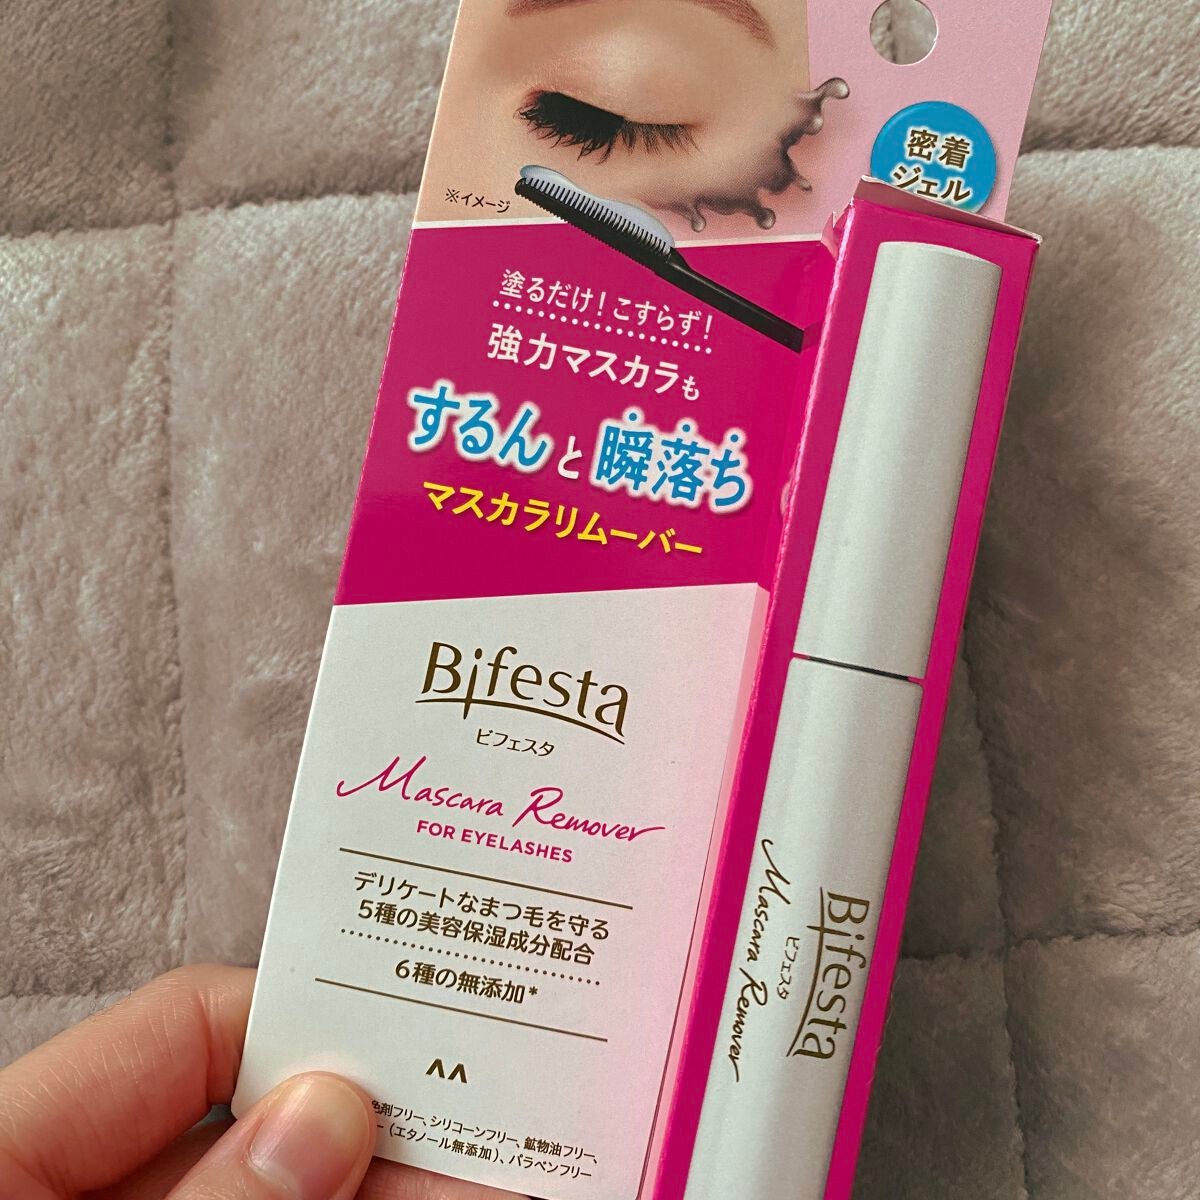 密着
ジェル
※イメージ
塗るだけ！こすらず！
強力マスカラも
するんと瞬落ち
マスカラリムーバー
Bifesta
ビフェスタ
Mascara Remover
FOR EYELASHES
デリケートなまつ毛を守る
5種の美容保湿成分配合
6種の無添加*
色剤フリー、シリコーンフリー、鉱物油フリー、
ー（エタノール無添加）、パラベンフリー
Bifesta
ビフェスタ
Mascara Remover